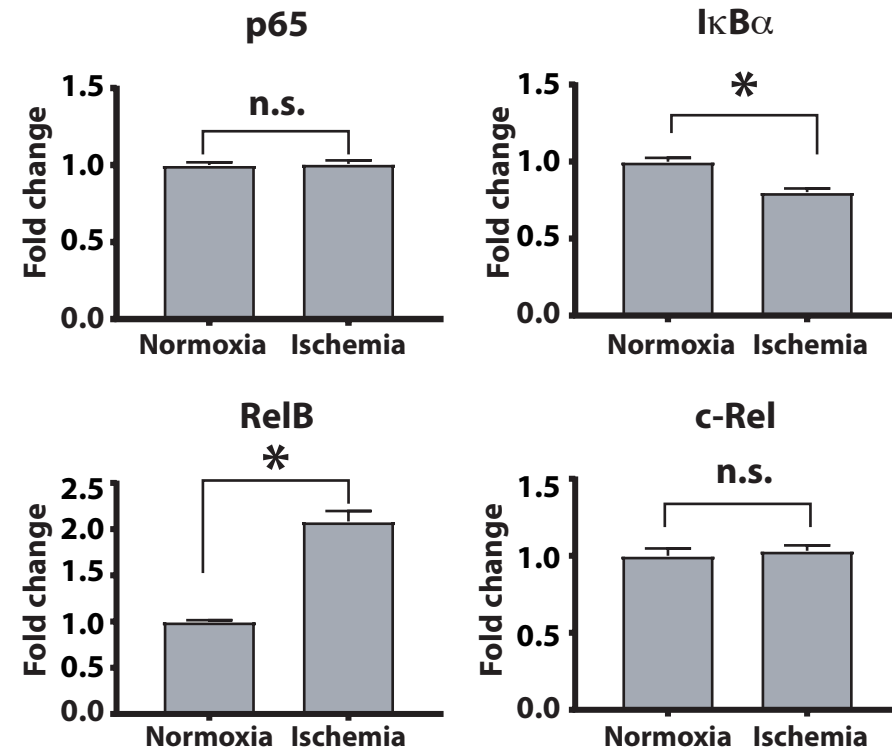 p65
Fold change
1.5
1.0
0.5
0.0
n.s.
Normoxia Ischemia
IκBα
Fold change
1.5
1.0
0.5
0.0
*
Normoxia Ischemia
RelB
Fold change
2.5
2.0
1.5
1.0
0.5
0.0
*
Normoxia Ischemia
c-Rel
Fold change
1.5
1.0
0.5
0.0
n.s.
Normoxia Ischemia